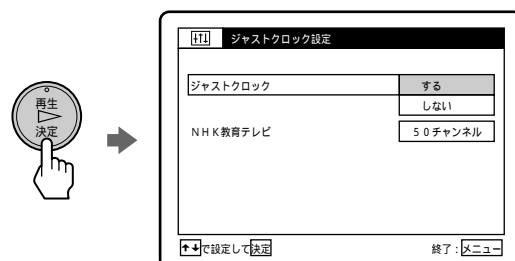 再生
決定
ジャストクロック設定
ジャストクロック する
しない
NHK教育テレビ 50チャンネル
で設定して決定 終了:メニュー